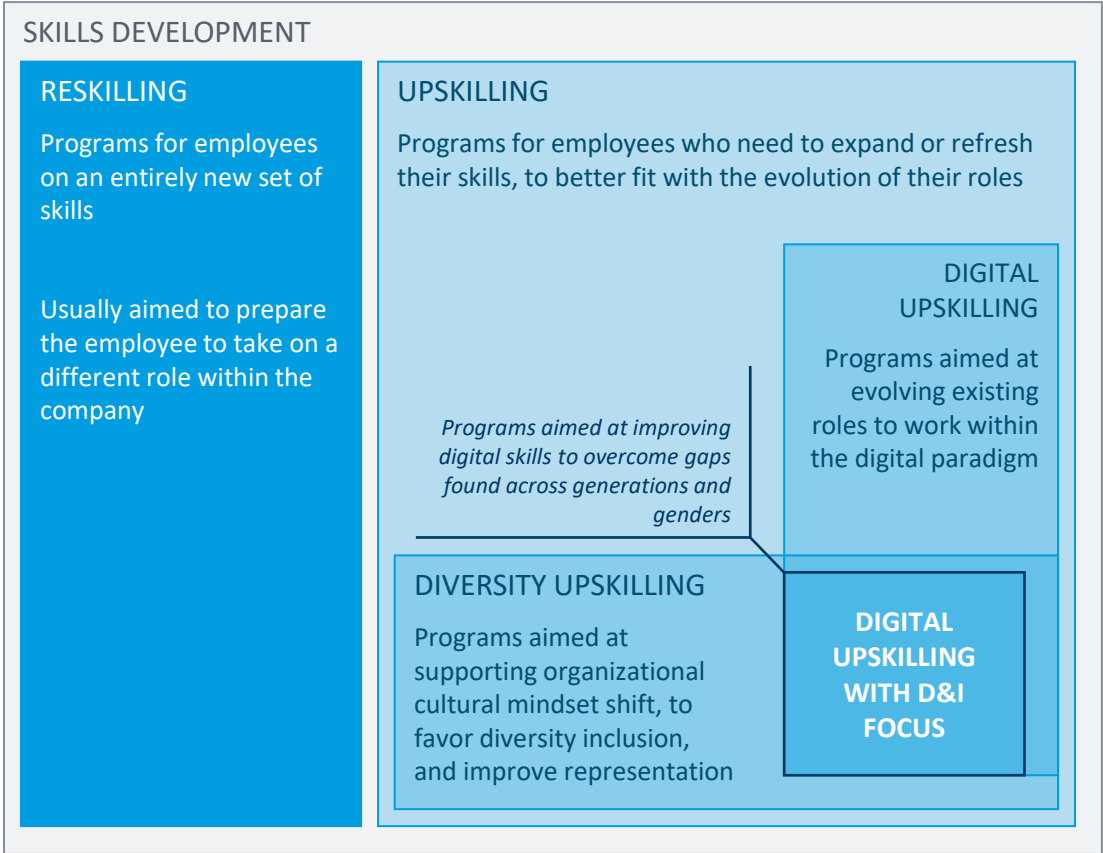 SKILLS DEVELOPMENT
RESKILLING
Programs for employees
on an entirely new set of
skills
Usually aimed to prepare
the employee to take on a
different role within the
company
UPSKILLING
Programs for employees who need to expand or refresh
their skills, to better fit with the evolution of their roles
DIGITAL
UPSKILLING
Programs aimed at
evolving existing
roles to work within
the digital paradigm
Programs aimed at improving
digital skills to overcome gaps
found across generations and
genders
DIVERSITY UPSKILLING
Programs aimed at
supporting organizational
cultural mindset shift, to
favor diversity inclusion,
and improve representation
DIGITAL
UPSKILLING
WITH D&I
FOCUS